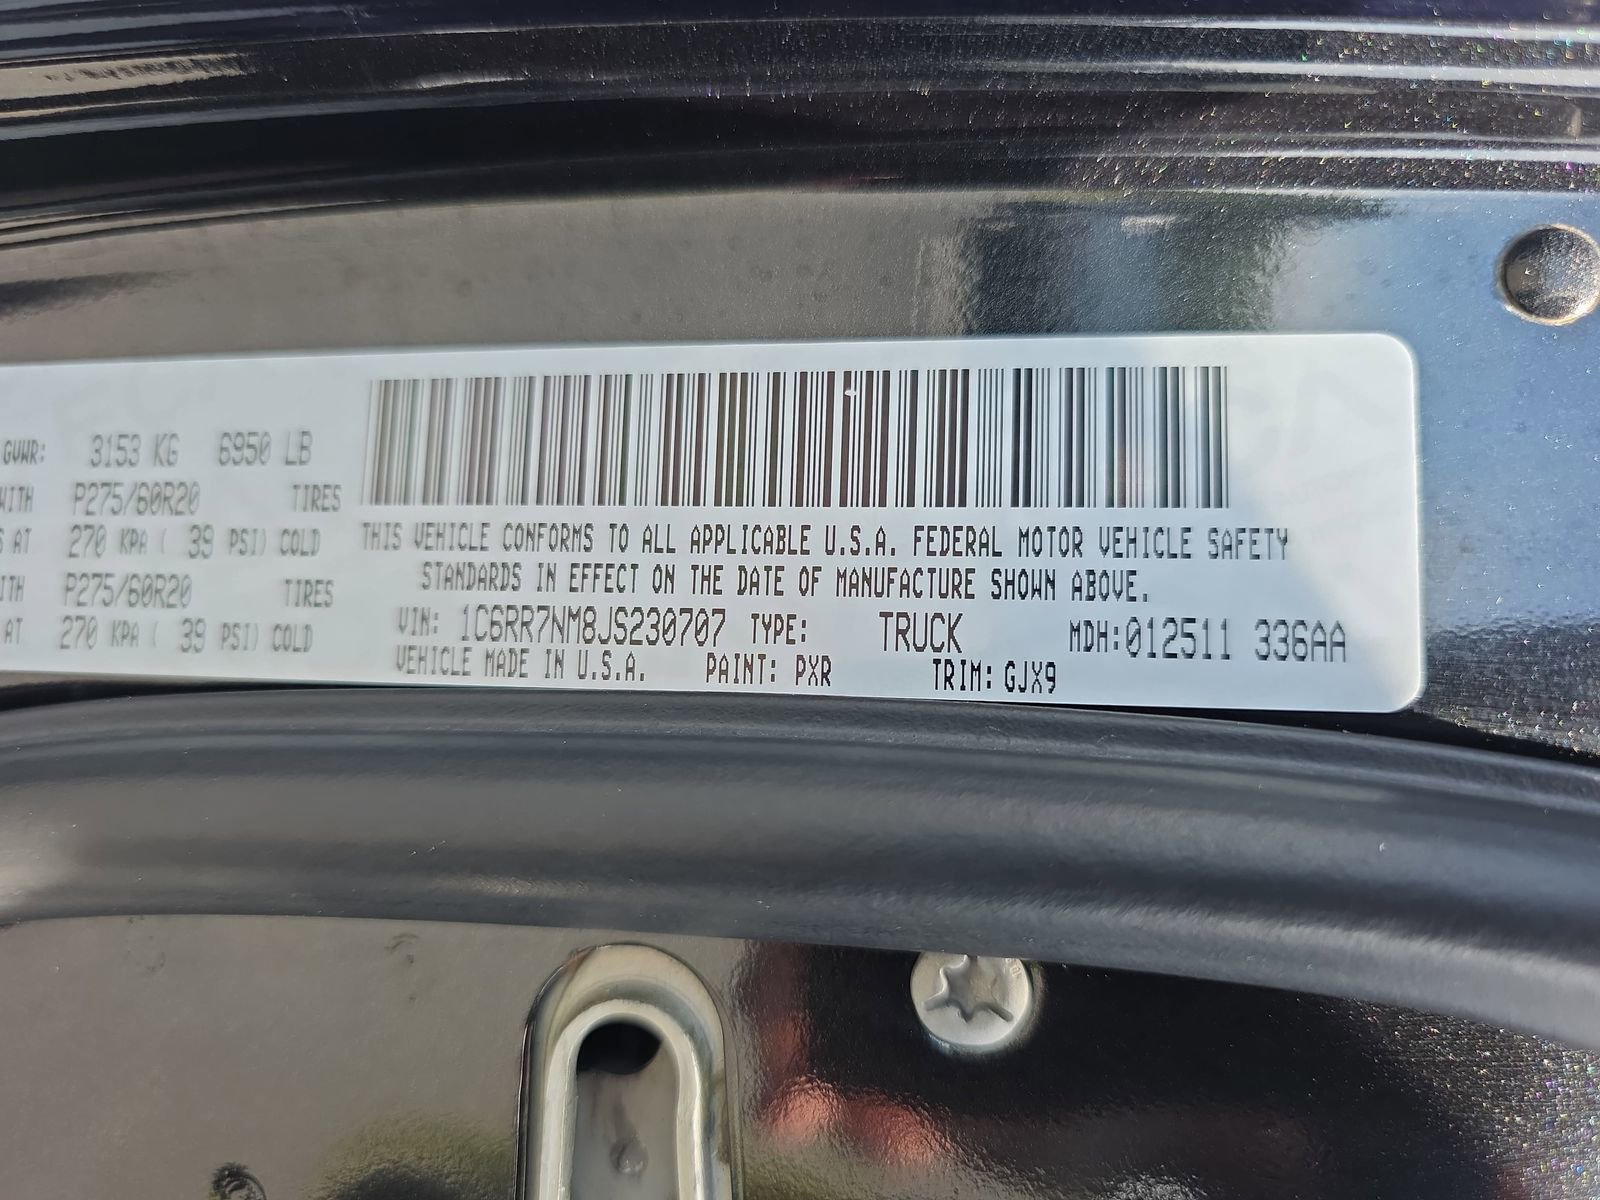 GVWR: 3153 KG 6950 LB
WITH P275/60R20 TIRES
S AT 270 KPA ( 39 PSI) COLD
ITH P275/60R20 TIRES
AT 270 KPA ( 39 PSI) COLD
THIS VEHICLE CONFORMS TO ALL APPLICABLE U.S.A. FEDERAL MOTOR VEHICLE SAFETY
STANDARDS IN EFFECT ON THE DATE OF MANUFACTURE SHOWN ABOVE.
VIN: 1C6RR7NM8JS230707 TYPE: TRUCK MDH:012511 336AA
VEHICLE MADE IN U.S.A. PAINT: PXR TRIM: GJX9